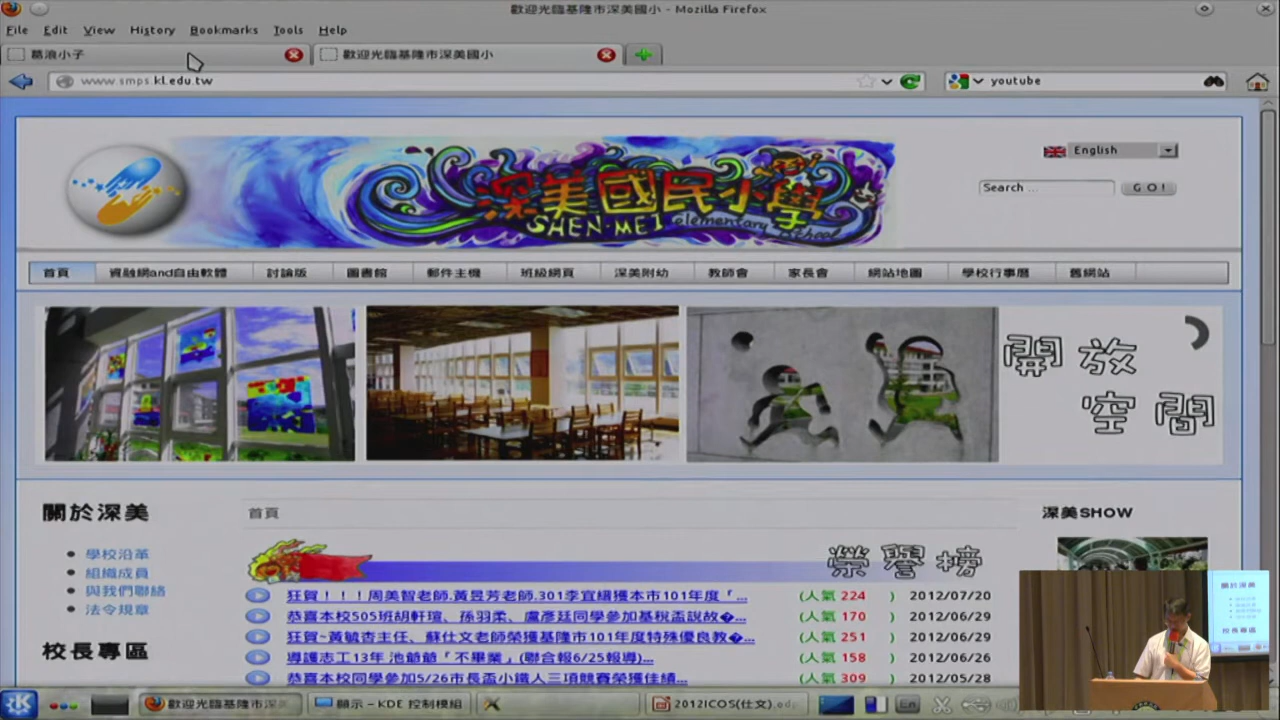 歡迎光臨基隆市深美國小 - Mozilla Firefox
File Edit View History Bookmarks Tools Help
葛浪小子
歡迎光臨基隆市深美國小
www.smps.kl.edu.tw
youtube
深美國民小學
SHEN-MEI elementary school
English
Search ...
GO!
首頁 資融網and自由軟體 討論版 圖書館 郵件主機 班級網頁 深美附幼 教師會 家長會 網站地圖 學校行事曆 舊網站
開放
空間
關於深美
學校沿革
組織成員
與我們聯絡
法令規章
校長專區
首頁
榮譽榜
狂賀！！！周美智老師.黃昱芳老師.301李宜縜獲本市101年度『... (人氣 224 ) 2012/07/20
恭喜本校505班胡軒瑄、孫羽柔、盧 廷同學參加基稅盃說故�... (人氣 170 ) 2012/06/29
狂賀~黃毓杏主任、蘇仕文老師榮獲基隆市101年度特殊優良教�... (人氣 251 ) 2012/06/29
導護志工13年 池爺爺『不畢業』(聯合報6/25報導)... (人氣 158 ) 2012/06/26
恭喜本校同學參加5/26市長盃小鐵人三項競賽榮獲佳績... (人氣 309 ) 2012/05/28
深美SHOW
歡迎光臨基隆市深美
顯示 – KDE 控制模組
2012ICOS(仕文).od
En
關於深美
校長專區